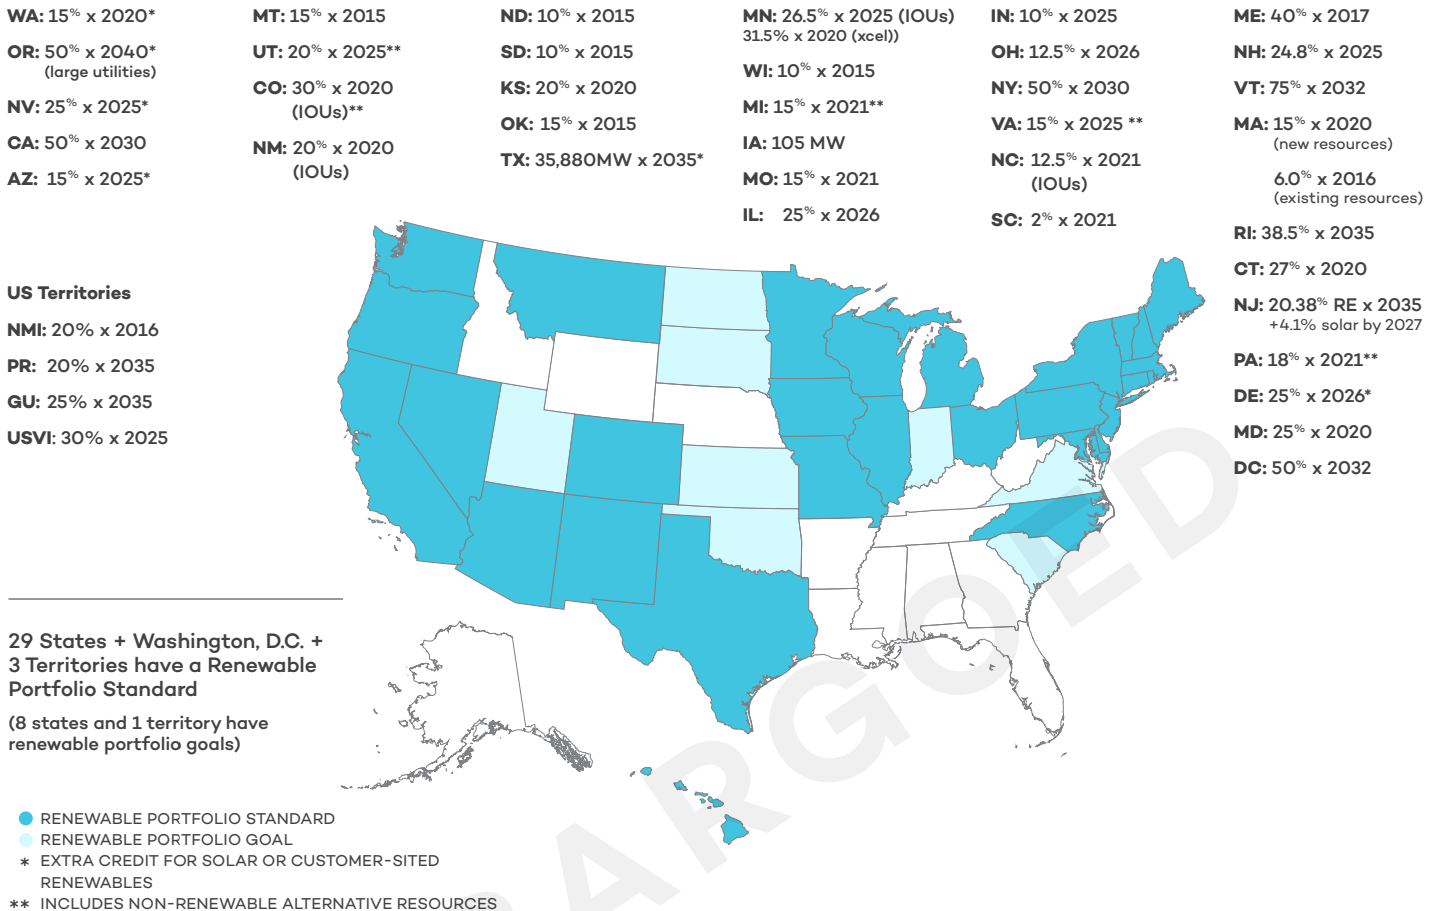 WA: 15% x 2020*
OR: 50% x 2040*
(large utilities)
NV: 25% x 2025*
CA: 50% x 2030
AZ: 15% x 2025*
MT: 15% x 2015
UT: 20% x 2025**
CO: 30% x 2020
(IOUs)**
NM: 20% x 2020
(IOUs)
ND: 10% x 2015
SD: 10% x 2015
KS: 20% x 2020
OK: 15% x 2015
TX: 35,880MW x 2035*
MN: 26.5% x 2025 (IOUs)
31.5% x 2020 (xcel))
WI: 10% x 2015
MI: 15% x 2021**
IA: 105 MW
MO: 15% x 2021
IL: 25% x 2026
IN: 10% x 2025
OH: 12.5% x 2026
NY: 50% x 2030
VA: 15% x 2025 **
NC: 12.5% x 2021
(IOUs)
SC: 2% x 2021
ME: 40% x 2017
NH: 24.8% x 2025
VT: 75% x 2032
MA: 15% x 2020
(new resources)
6.0% x 2016
(existing resources)
RI: 38.5% x 2035
CT: 27% x 2020
NJ: 20.38% RE x 2035
+4.1% solar by 2027
PA: 18% x 2021**
DE: 25% x 2026*
MD: 25% x 2020
DC: 50% x 2032
US Territories
NMI: 20% x 2016
PR: 20% x 2035
GU: 25% x 2035
USVI: 30% x 2025
29 States + Washington, D.C. +
3 Territories have a Renewable
Portfolio Standard
(8 states and 1 territory have
renewable portfolio goals)
RENEWABLE PORTFOLIO STANDARD
RENEWABLE PORTFOLIO GOAL
* EXTRA CREDIT FOR SOLAR OR CUSTOMER-SITED
RENEWABLES
** INCLUDES NON-RENEWABLE ALTERNATIVE RESOURCES
ARGOED